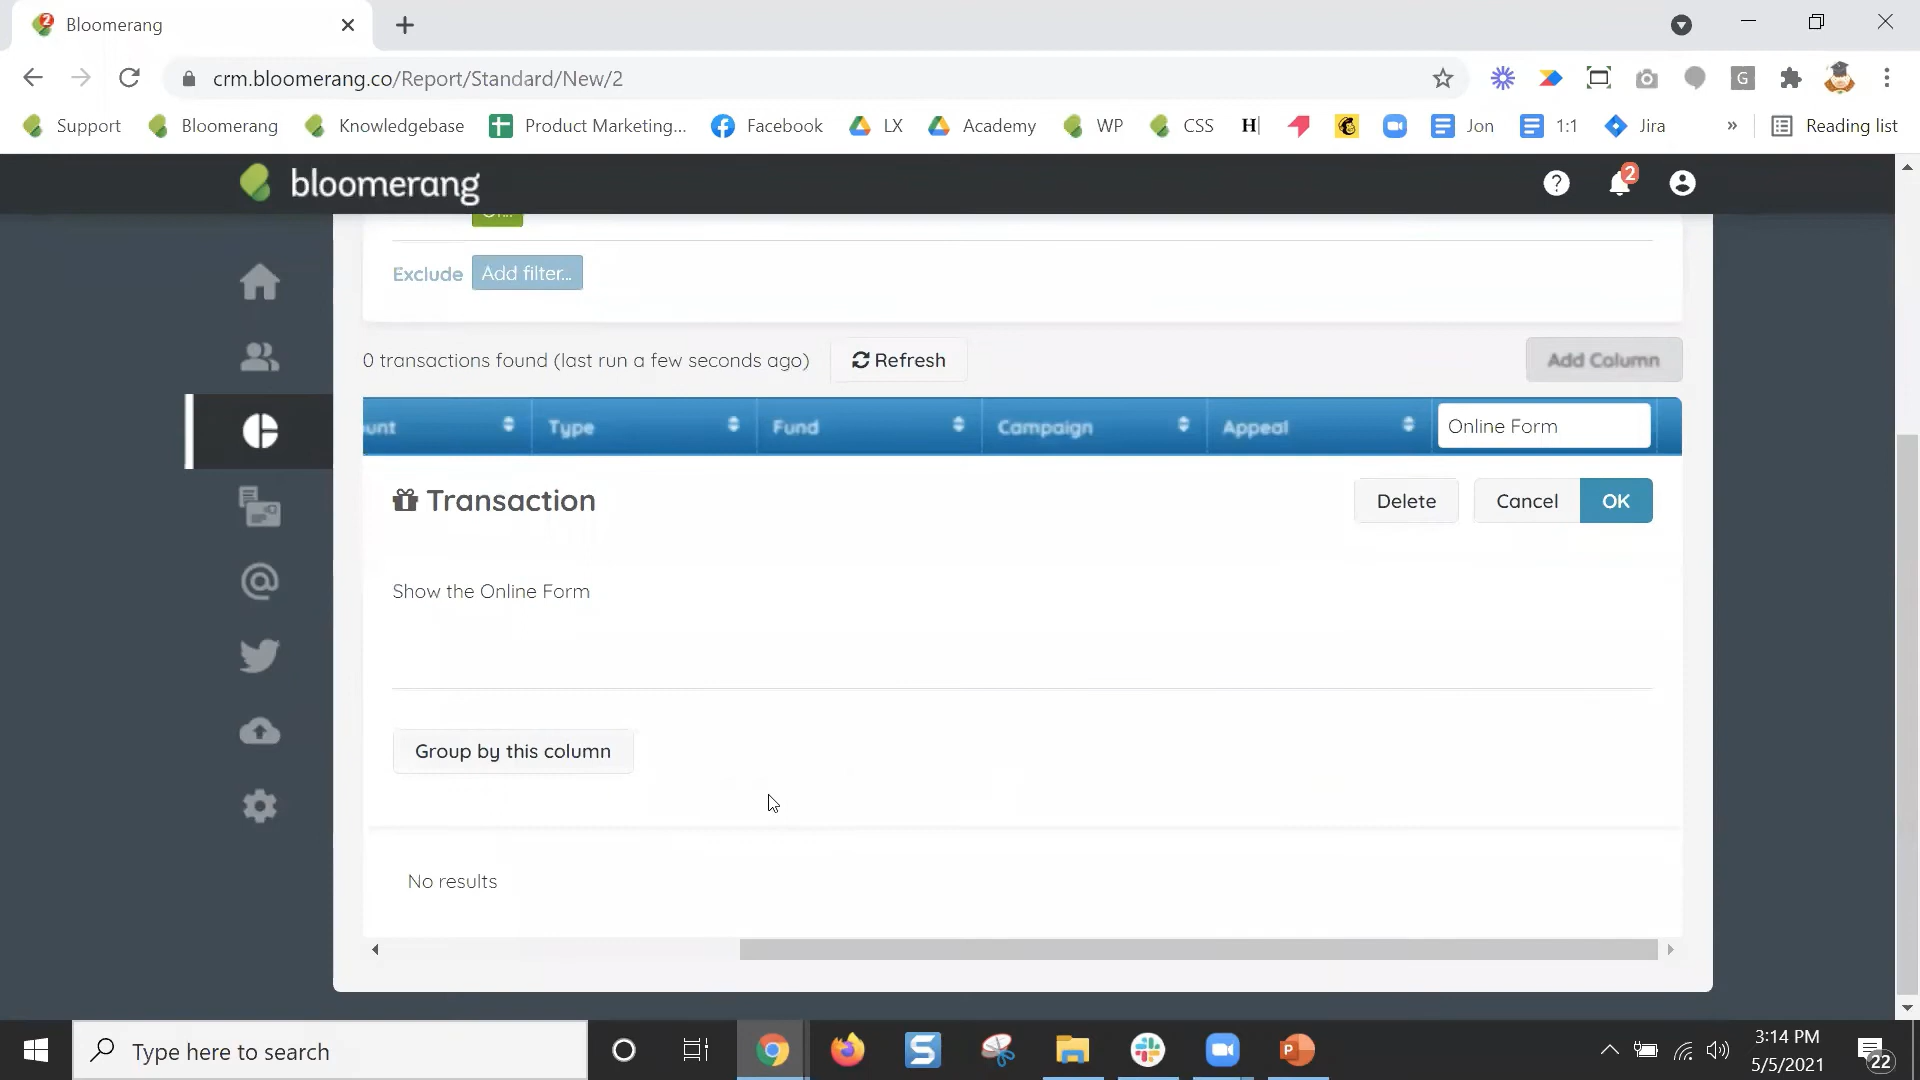 2
Bloomerang
crm.bloomerang.co/Report/Standard/New/2
G
Support
Bloomerang
Knowledgebase
Product Marketing...
Facebook
LX
Academy
WP
CSS
H
Jon
1:1
Jira
»
Reading list
bloomerang
?
2
Exclude
Add filter...
0 transactions found (last run a few seconds ago)
Refresh
Add Column
unt
Type
Fund
Campaign
Appeal
Online Form
Transaction
Delete
Cancel
OK
Show the Online Form
Group by this column
No results
Type here to search
S
P
3:14 PM
5/5/2021
22